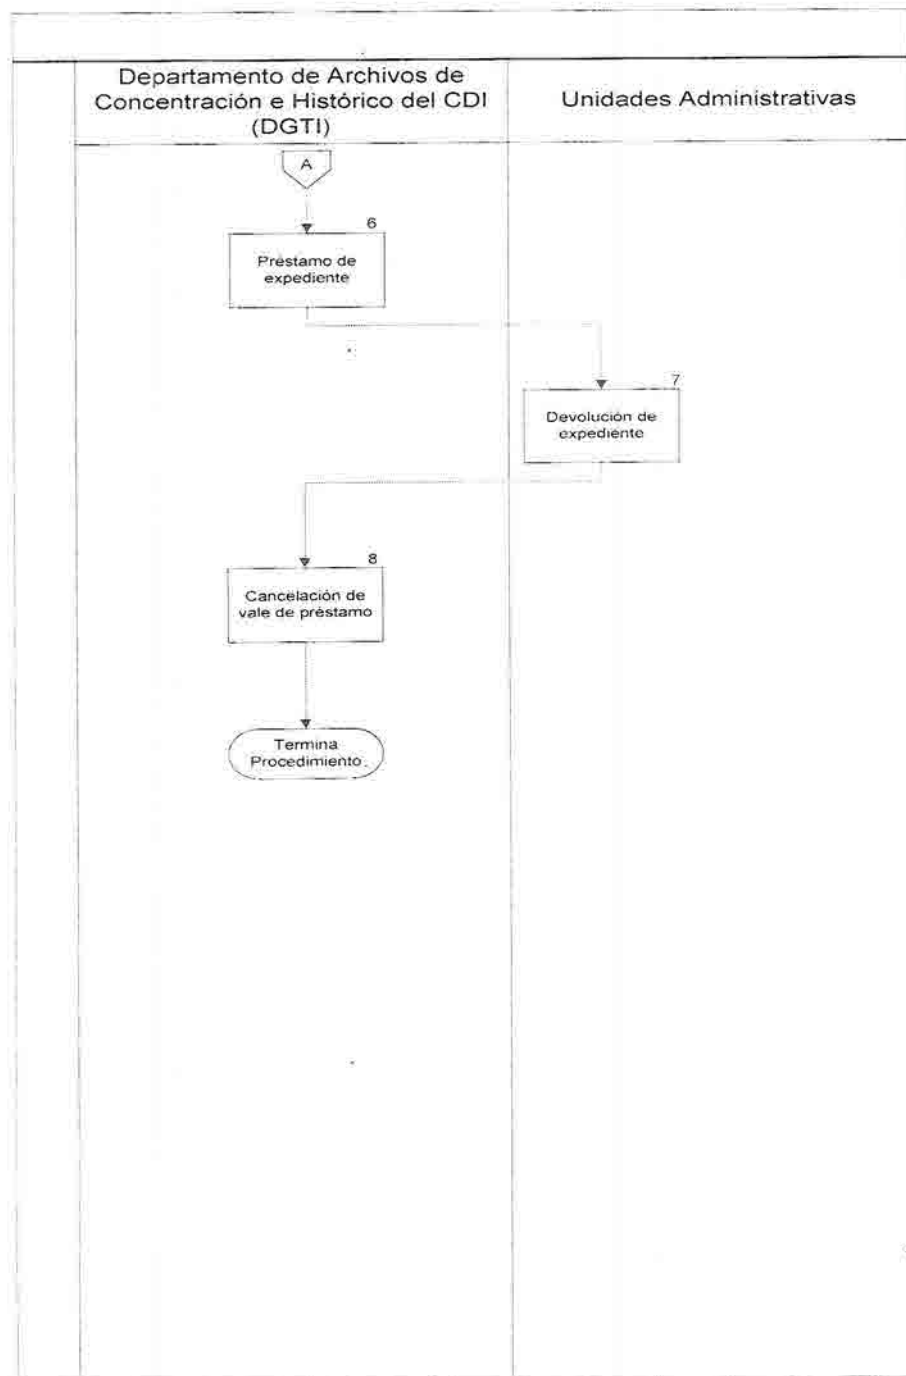 Departamento de Archivos de
Concentración e Histórico del CDI
(DGTI)
Unidades Administrativas
A
6
Préstamo de
expediente
7
Devolución de
expediente
8
Cancelación de
vale de préstamo
Termina
Procedimiento